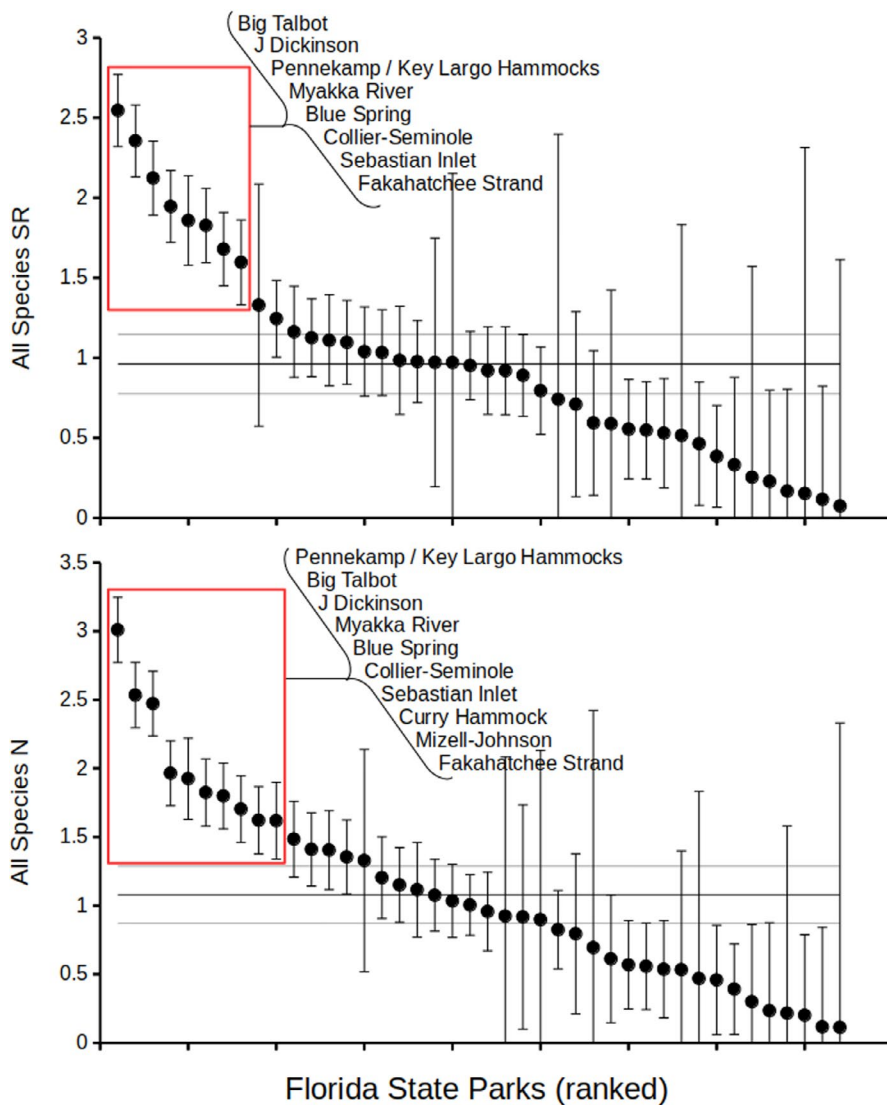 Big Talbot
J Dickinson
Pennekamp / Key Largo Hammocks
Myakka River
Blue Spring
Collier-Seminole
Sebastian Inlet
Fakahatchee Strand
3
2.5
2
1.5
1
0.5
0
All Species SR
Pennekamp / Key Largo Hammocks
Big Talbot
J Dickinson
Myakka River
Blue Spring
Collier-Seminole
Sebastian Inlet
Curry Hammock
Mizell-Johnson
Fakahatchee Strand
3.5
3
2.5
2
1.5
1
0.5
0
All Species N
Florida State Parks (ranked)